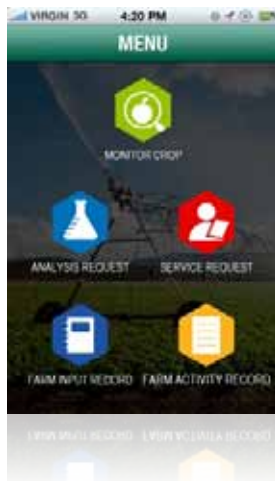 VIRGIN 3G 4:20 PM
MENU
MONITOR CROP
ANALYSIS REQUEST SERVICE REQUEST
FARM INPUT RECORD FARM ACTIVITY RECORD